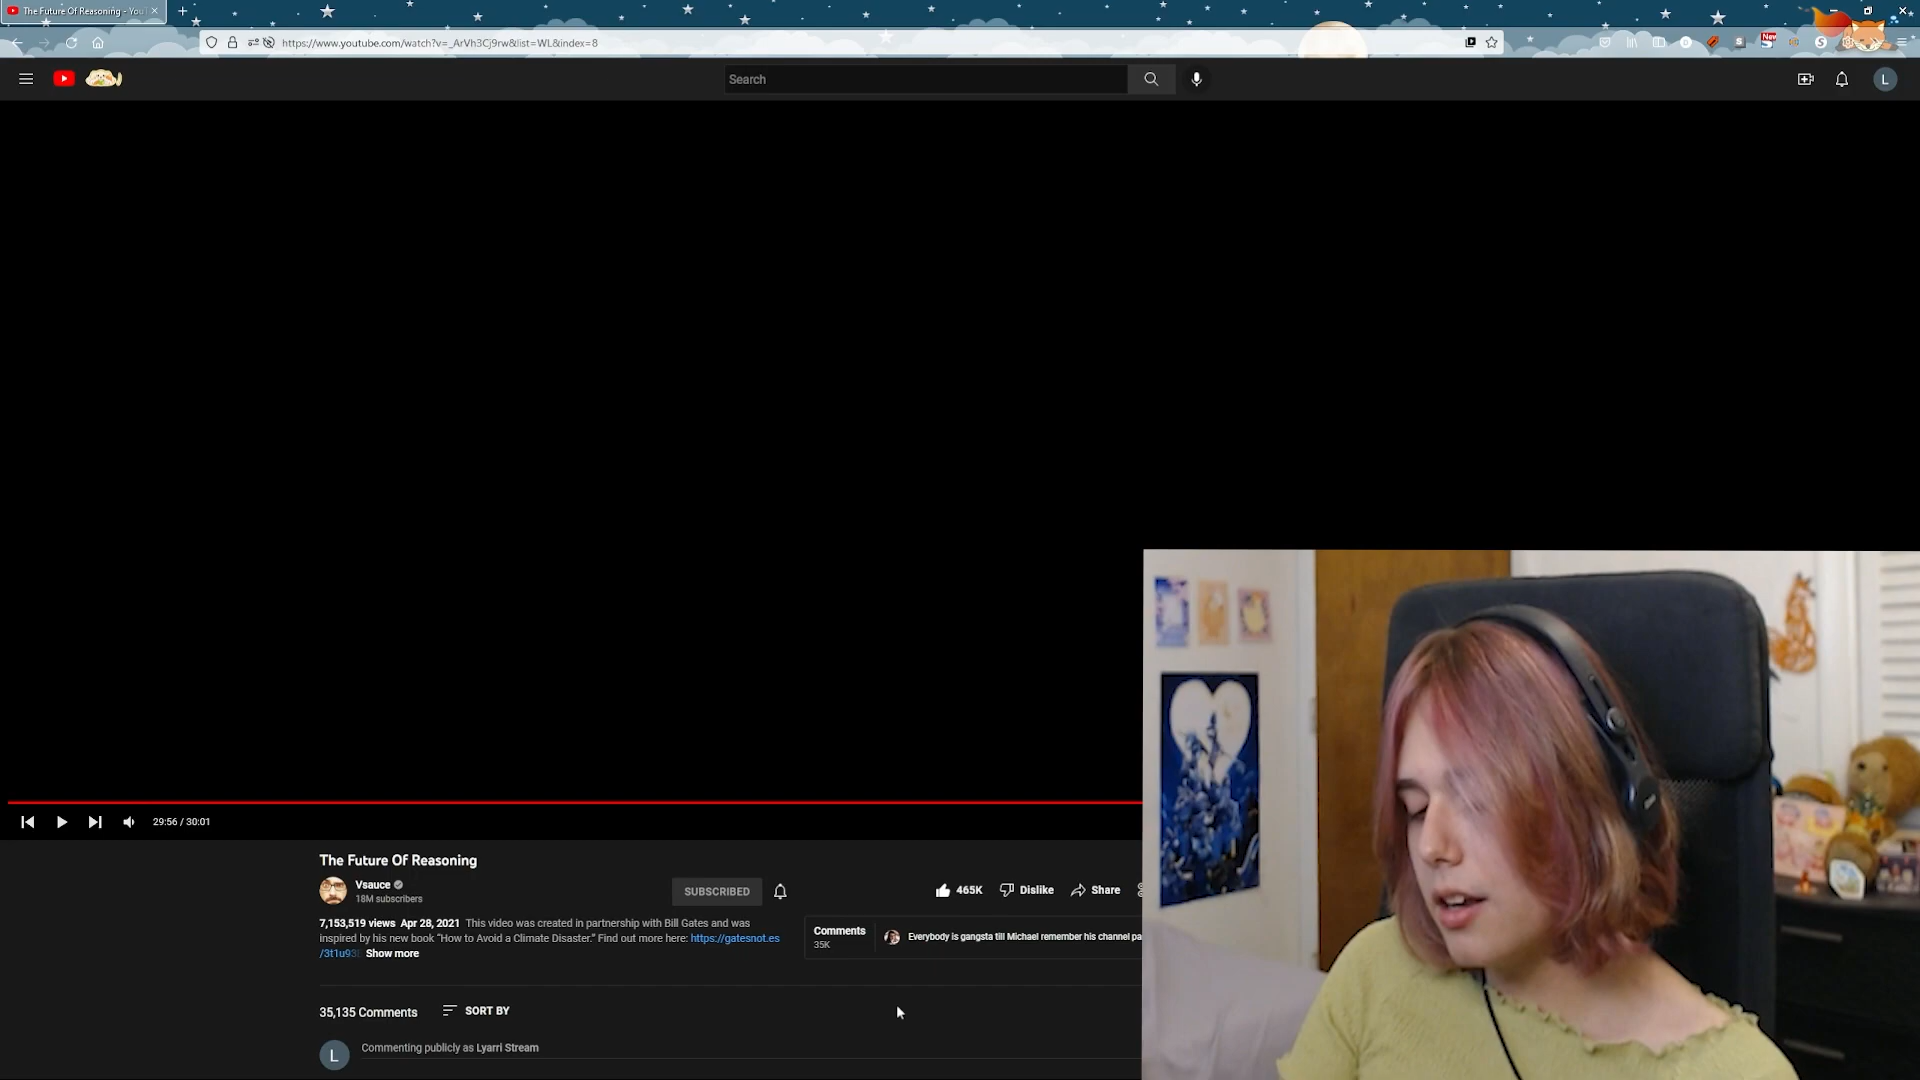 The Future Of Reasoning - You
https://www.youtube.com/watch?v=_ArVh3Cj9rw&list=WL&index=8
New
Search
L
29:56 / 30:01
The Future Of Reasoning
Vsauce
18M subscribers
SUBSCRIBED
465K
Dislike
Share
7,153,519 views Apr 28, 2021 This video was created in partnership with Bill Gates and was
inspired by his new book "How to Avoid a Climate Disaster." Find out more here: https://gatesnot.es
/3t1u93 Show more
Comments
35K
Everybody is gangsta till Michael remember his channel pa
35,135 Comments
SORT BY
L
Commenting publicly as Lyarri Stream